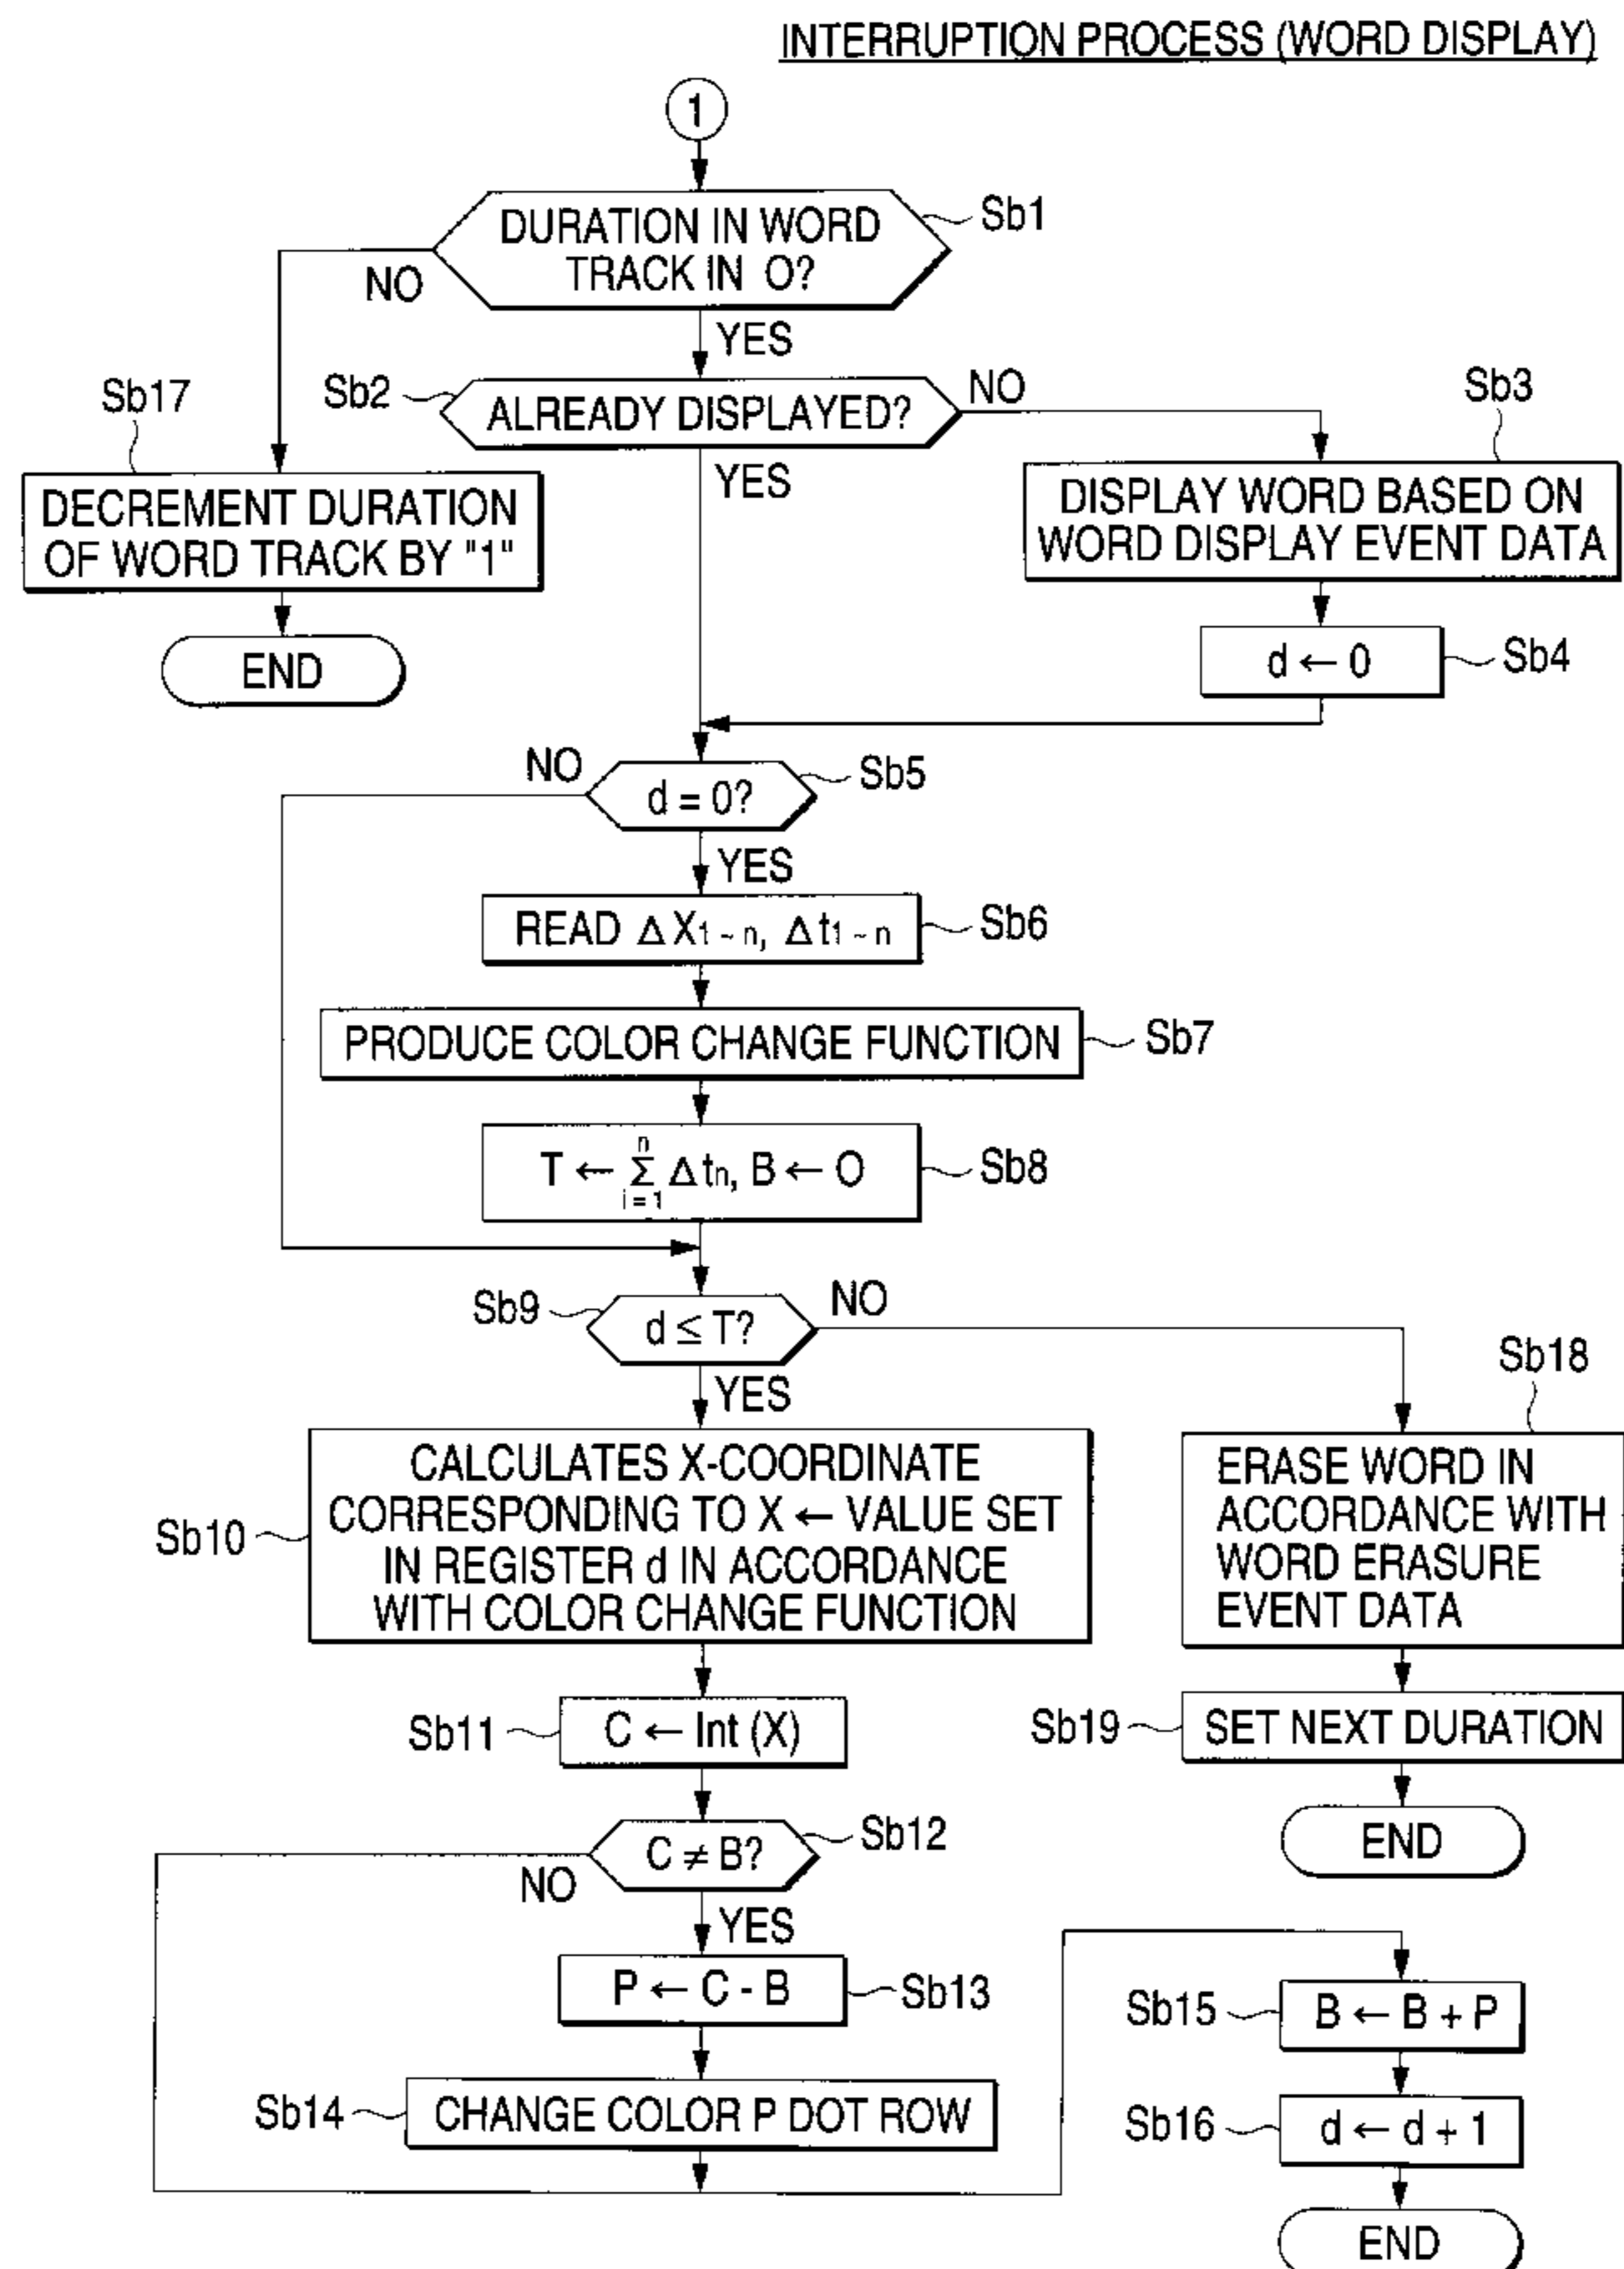 INTERRUPTION PROCESS (WORD DISPLAY)
1
DURATION IN WORD
TRACK IN O?
Sb1
NO
YES
Sb17
Sb2
ALREADY DISPLAYED?
NO
Sb3
YES
DECREMENT DURATION
OF WORD TRACK BY "1"
DISPLAY WORD BASED ON
WORD DISPLAY EVENT DATA
END
d ← 0
Sb4
NO
d = 0?
Sb5
YES
READ ΔX1~n, Δt1~n
Sb6
PRODUCE COLOR CHANGE FUNCTION
Sb7
T ← n Σ i=1 Δtn, B ← O
Sb8
Sb9
d ≤ T?
NO
YES
Sb18
CALCULATES X-COORDINATE
CORRESPONDING TO X ← VALUE SET
IN REGISTER d IN ACCORDANCE
WITH COLOR CHANGE FUNCTION
Sb10
ERASE WORD IN
ACCORDANCE WITH
WORD ERASURE
EVENT DATA
Sb11
C ← Int (X)
Sb19
SET NEXT DURATION
C ≠ B?
Sb12
END
NO
YES
P ← C - B
Sb13
Sb15
B ← B + P
Sb14
CHANGE COLOR P DOT ROW
Sb16
d ← d + 1
END